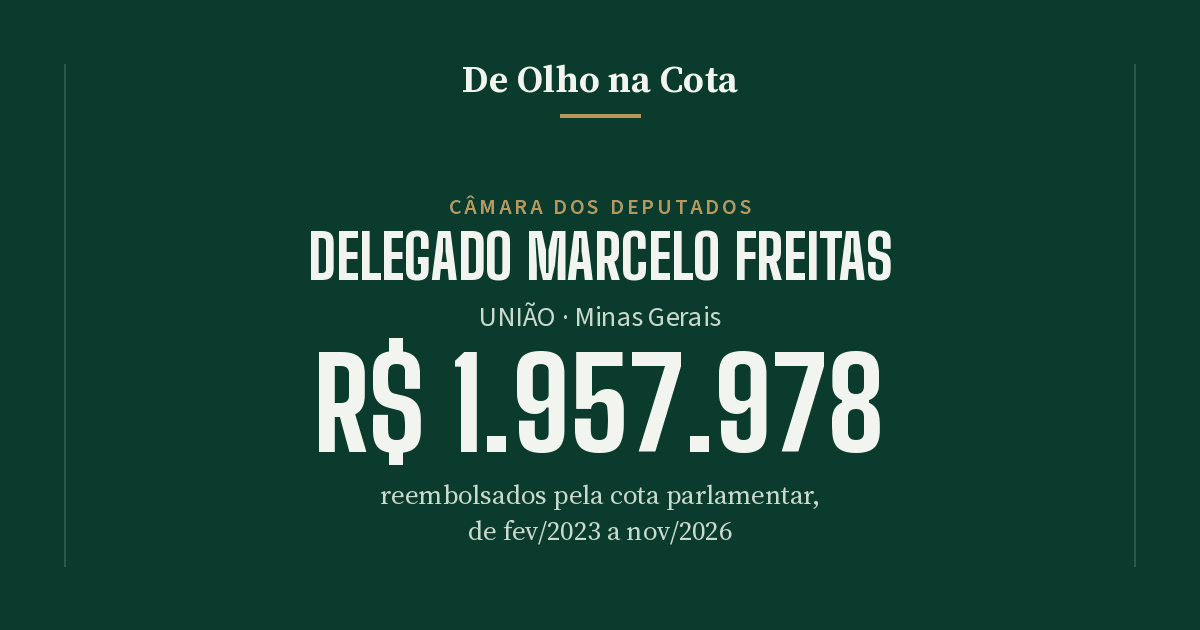 De Olho na Cota
CÂMARA DOS DEPUTADOS
DELEGADO MARCELO FREITAS
UNIÃO · Minas Gerais
R$ 1.957.978
reembolsados pela cota parlamentar,
de fev/2023 a nov/2026